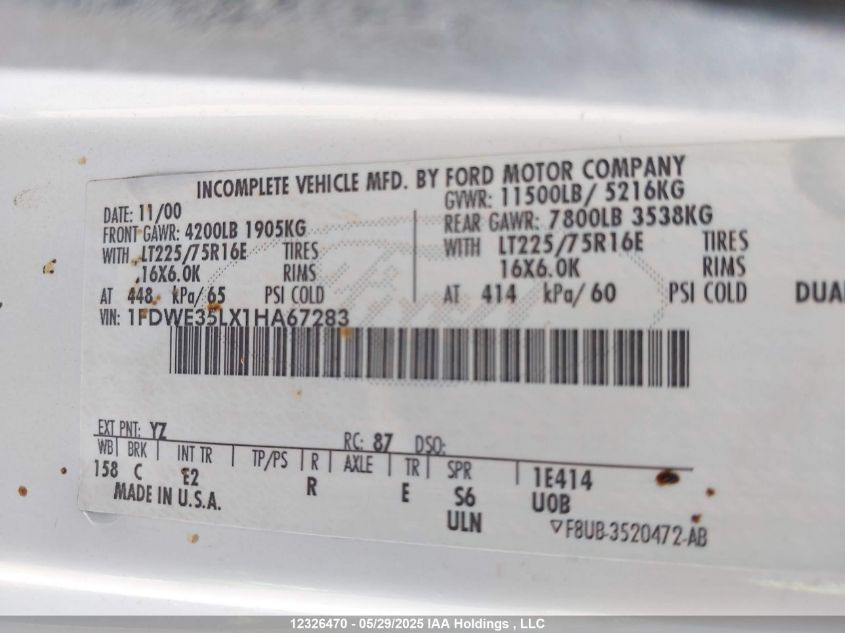 INCOMPLETE VEHICLE MFD. BY FORD MOTOR COMPANY
DATE: 11/00 GVWR: 11500LB/ 5216KG
FRONT GAWR: 4200LB 1905KG REAR GAWR: 7800LB 3538KG
WITH LT225/75R16E TIRES WITH LT225/75R16E TIRES
16X6.0K RIMS 16X6.0K RIMS
AT 448 kPa/ 65 PSI COLD AT 414 kPa/ 60 PSI COLD DUAL
VIN: 1FDWE35LX1HA67283
EXT PNT: YZ RC: 87 DSO:
WB BRK INT TR TP/PS R AXLE TR SPR 1E414
158 C E2 R E S6 U0B
MADE IN U.S.A. ULN ▽F8UB-3520472-AB
12326470 - 05/29/2025 IAA Holdings , LLC